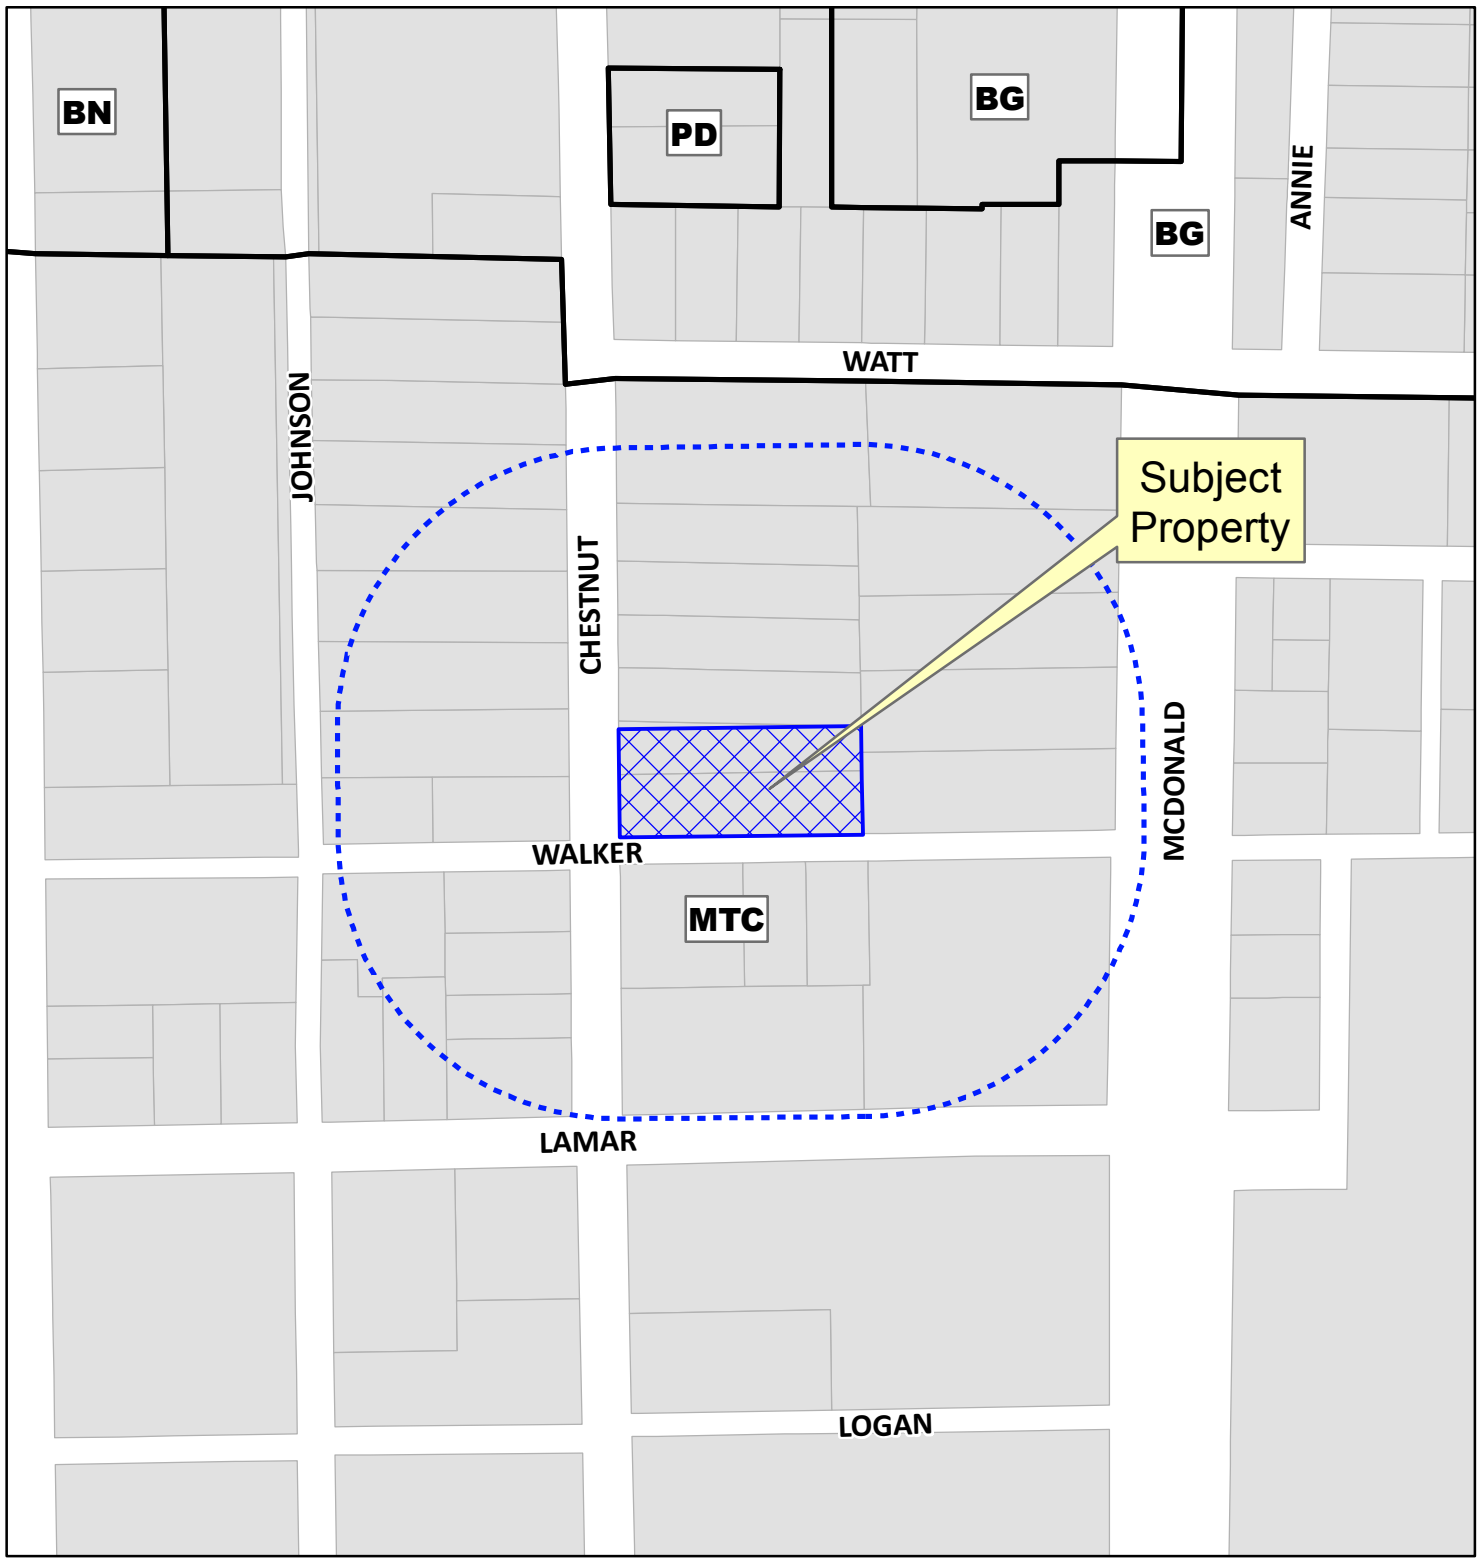 BN
PD
BG
ANNIE
BG
WATT
JOHNSON
Subject
Property
CHESTNUT
MCDONALD
WALKER
MTC
LAMAR
LOGAN